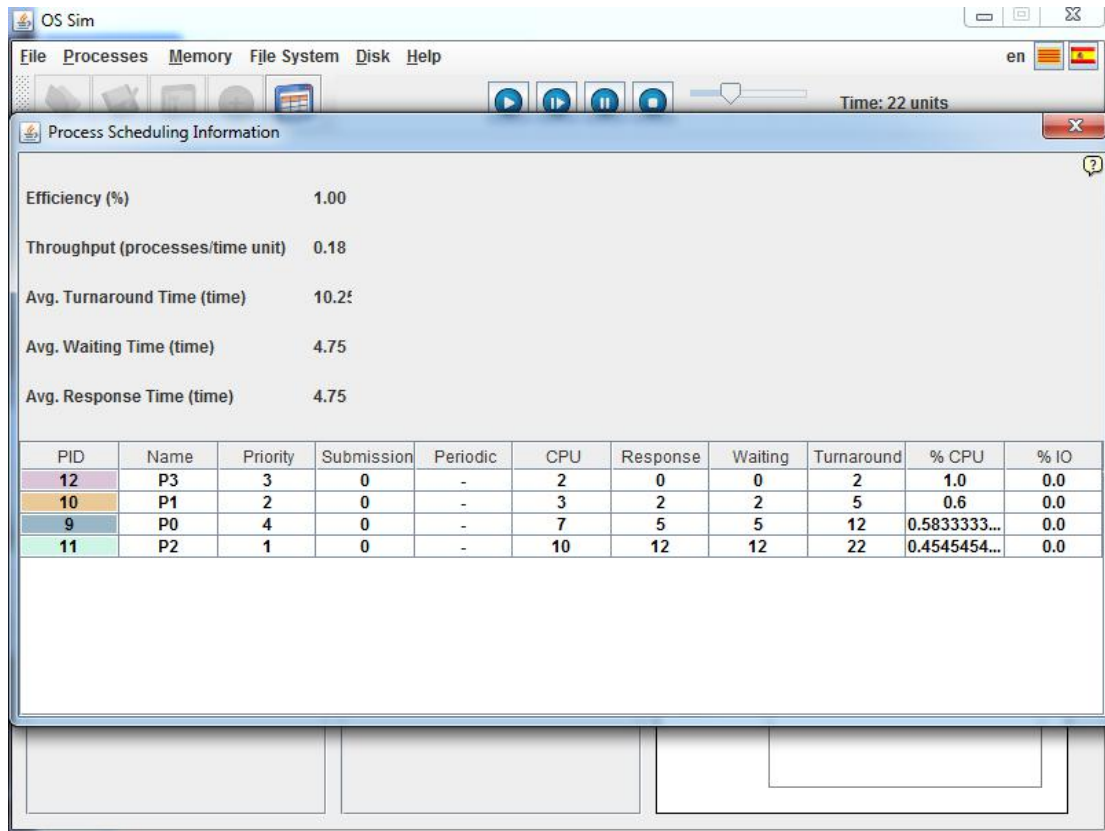 OS Sim
File Processes Memory File System Disk Help en
Time: 22 units
Process Scheduling Information
Efficiency (%) 1.00
Throughput (processes/time unit) 0.18
Avg. Turnaround Time (time) 10.25
Avg. Waiting Time (time) 4.75
Avg. Response Time (time) 4.75
PID Name Priority Submission Periodic CPU Response Waiting Turnaround % CPU % IO
12 P3 3 0 - 2 0 0 2 1.0 0.0
10 P1 2 0 - 3 2 2 5 0.6 0.0
9 P0 4 0 - 7 5 5 12 0.5833333... 0.0
11 P2 1 0 - 10 12 12 22 0.4545454... 0.0